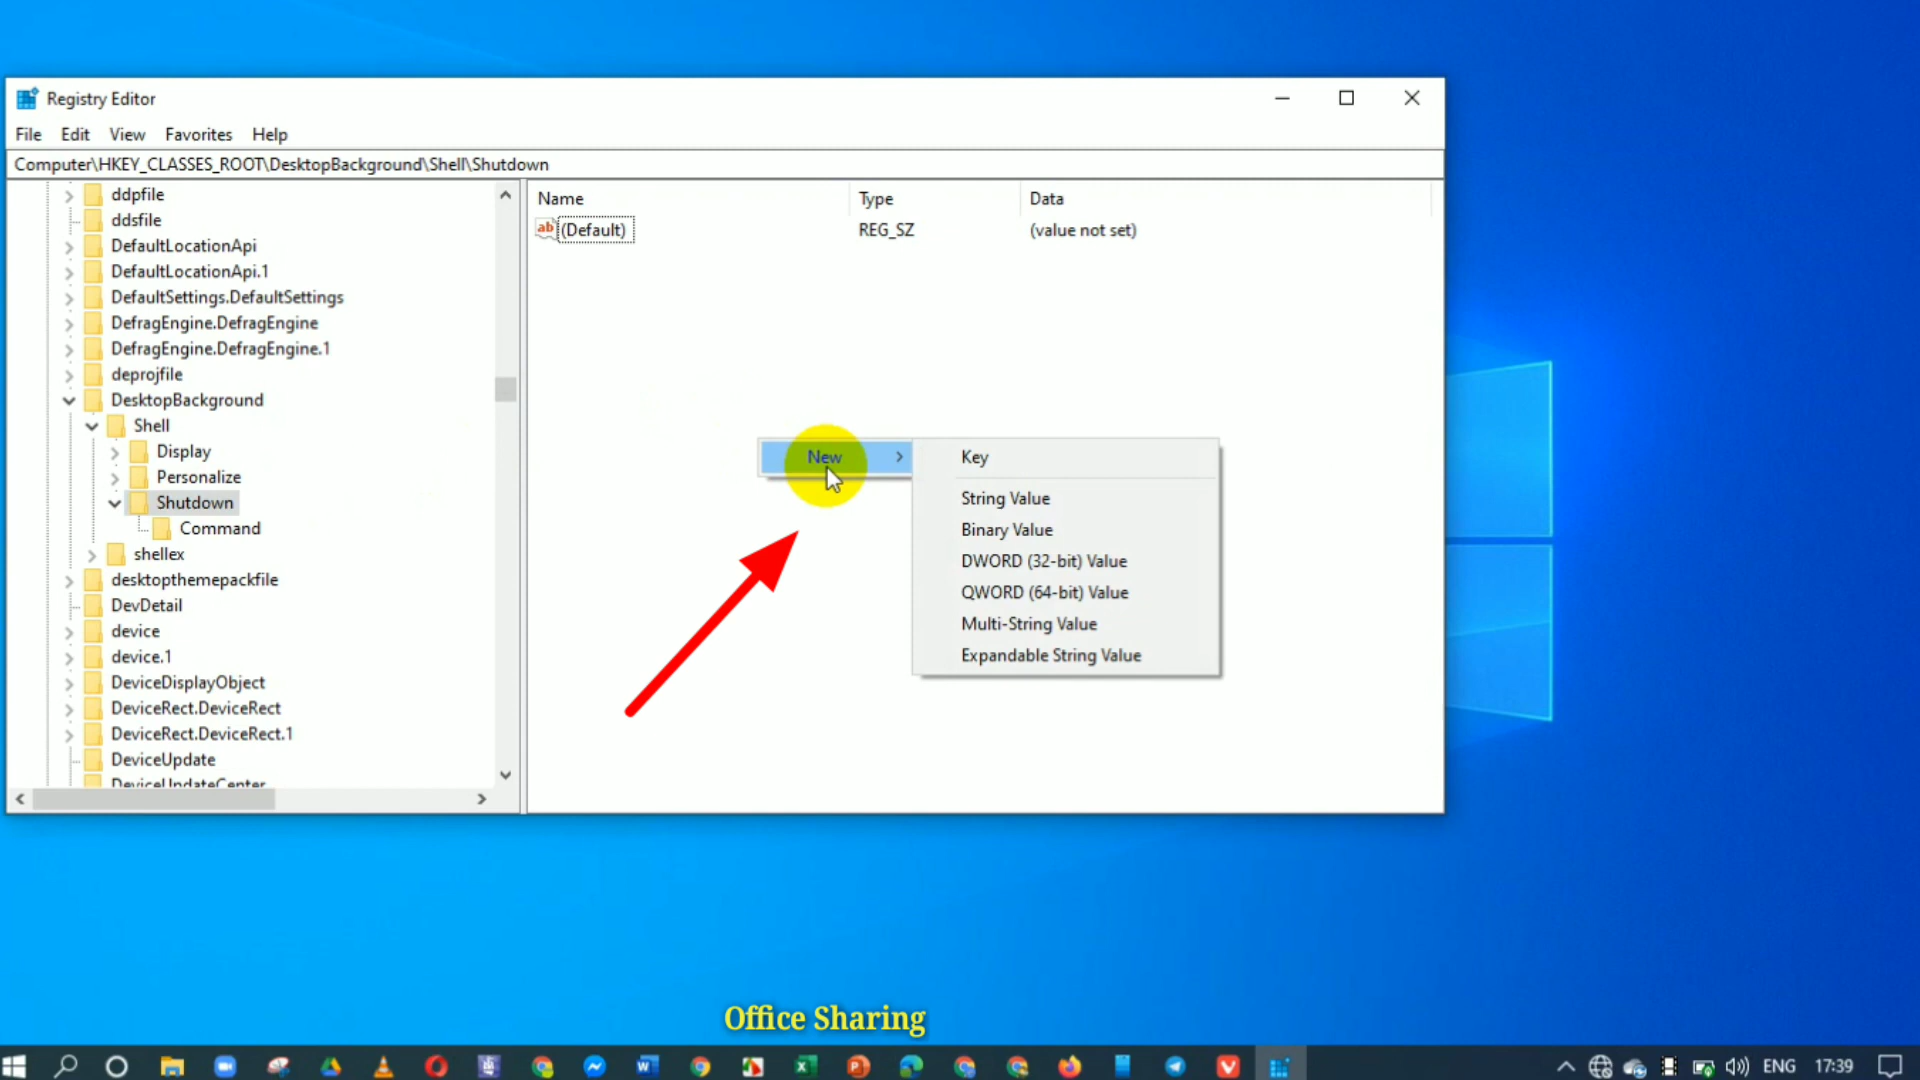 Registry Editor
File Edit View Favorites Help
Computer\HKEY_CLASSES_ROOT\DesktopBackground\Shell\Shutdown
ddpfile
ddsfile
DefaultLocationApi
DefaultLocationApi.1
DefaultSettings.DefaultSettings
DefragEngine.DefragEngine
DefragEngine.DefragEngine.1
deprojfile
DesktopBackground
Shell
Display
Personalize
Shutdown
Command
shellex
desktopthemepackfile
DevDetail
device
device.1
DeviceDisplayObject
DeviceRect.DeviceRect
DeviceRect.DeviceRect.1
DeviceUpdate
DeviceUpdateCenter
Name Type Data
ab (Default) REG_SZ (value not set)
New
Key
String Value
Binary Value
DWORD (32-bit) Value
QWORD (64-bit) Value
Multi-String Value
Expandable String Value
Office Sharing
ENG 17:39